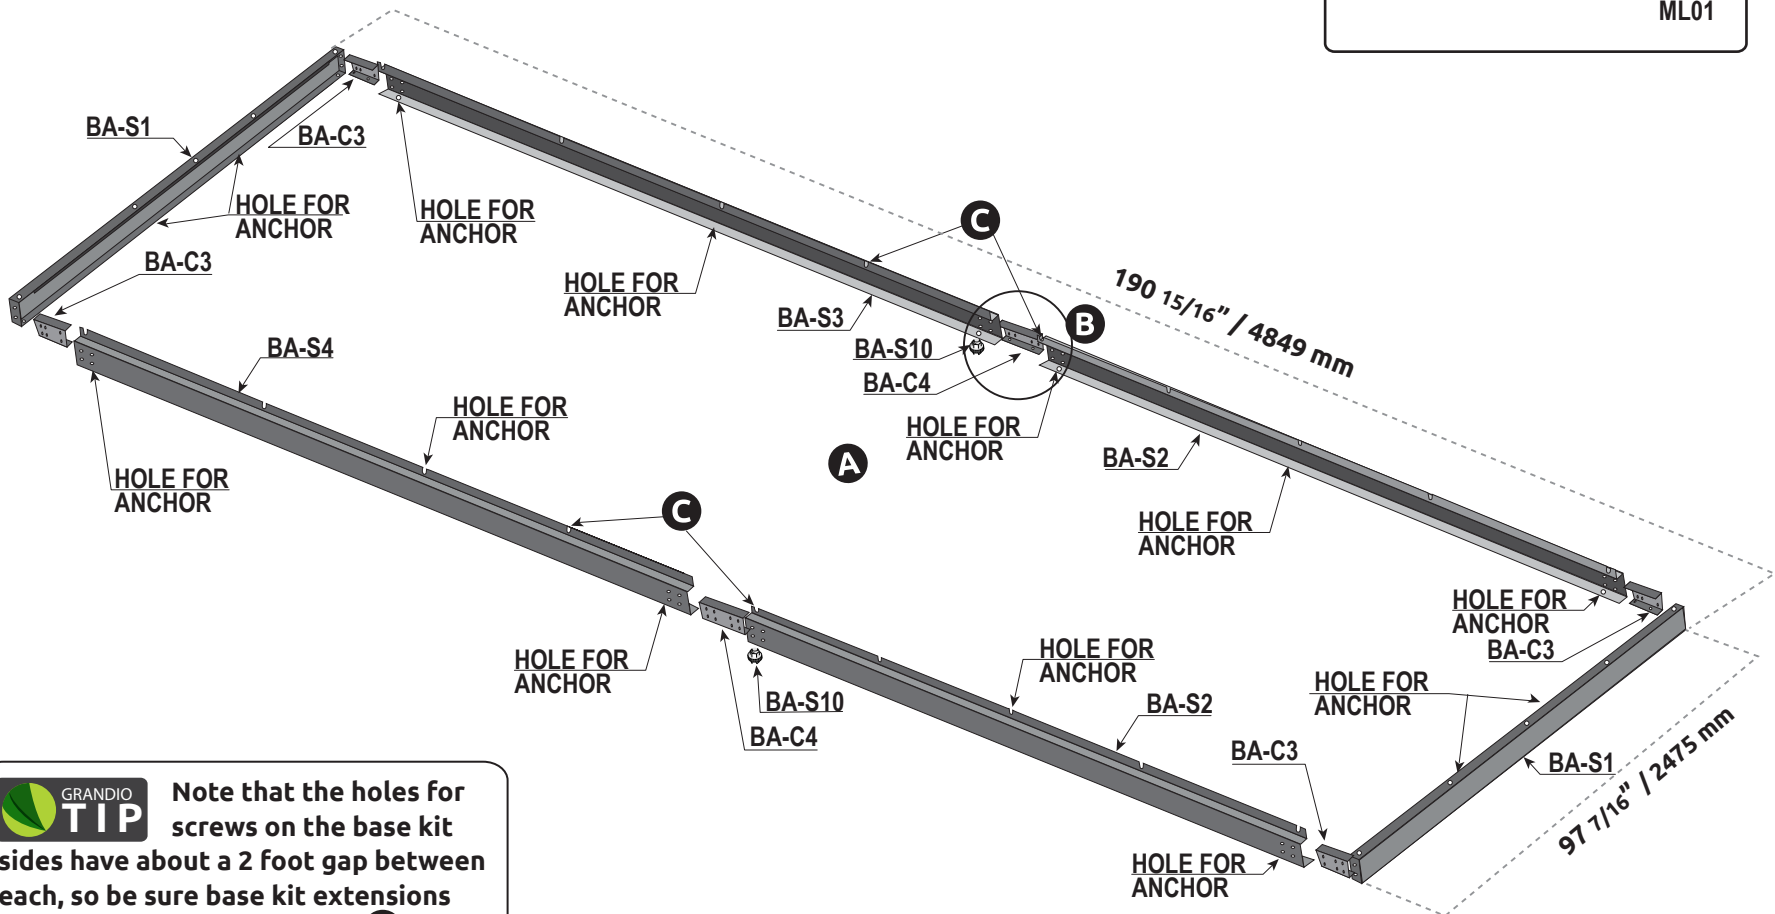 ML01
BA-S1
BA-C3
HOLE FOR
ANCHOR
HOLE FOR
ANCHOR
BA-C3
HOLE FOR
ANCHOR
C
190 15/16” / 4849 mm
BA-S3
B
BA-S10
BA-C4
BA-S4
HOLE FOR
ANCHOR
HOLE FOR
ANCHOR
A
BA-S2
HOLE FOR
ANCHOR
C
HOLE FOR
ANCHOR
HOLE FOR
ANCHOR
BA-C3
HOLE FOR
ANCHOR
HOLE FOR
ANCHOR
HOLE FOR
ANCHOR
BA-S10
BA-S2
BA-C4
BA-C3
BA-S1
97 7/16” / 2475 mm
HOLE FOR
ANCHOR
GRANDIO
TIP
Note that the holes for
screws on the base kit
sides have about a 2 foot gap between
each, so be sure base kit extensions